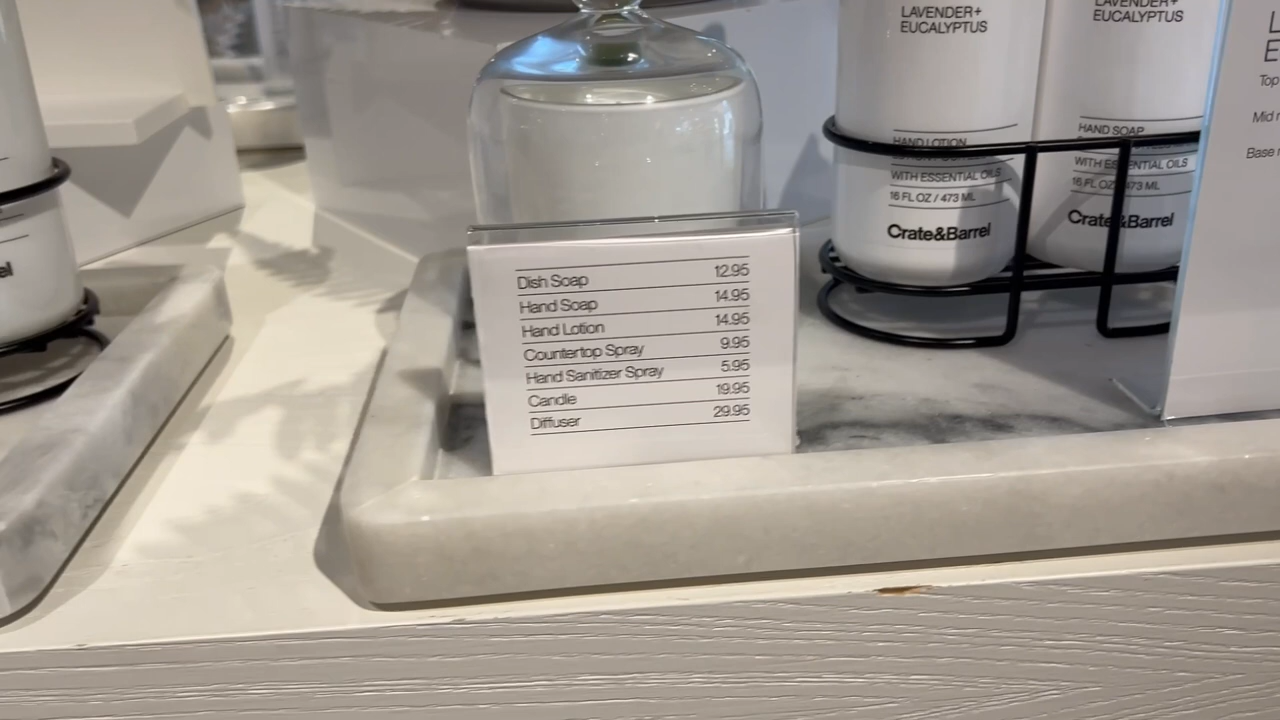 LAVENDER+
EUCALYPTUS
HAND LOTION
WITH ESSENTIAL OILS
16 FL OZ / 473 ML
Crate&Barrel
LAVENDER+
EUCALYPTUS
HAND SOAP
WITH ESSENTIAL OILS
16 FL OZ / 473 ML
Crate&Barrel
Dish Soap 12.95
Hand Soap 14.95
Hand Lotion 14.95
Countertop Spray 9.95
Hand Sanitizer Spray 5.95
Candle 19.95
Diffuser 29.95
Top
Mid
Base